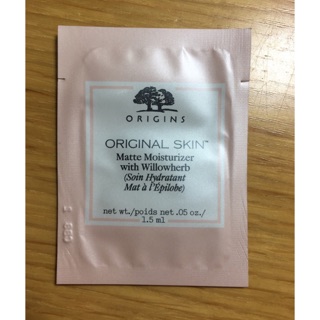 ORIGINS
ORIGINAL SKIN™
Matte Moisturizer
with Willowherb
(Soin Hydratant
Mat à l'Épilobe)
net wt./poids net .05 oz./
1.5 ml